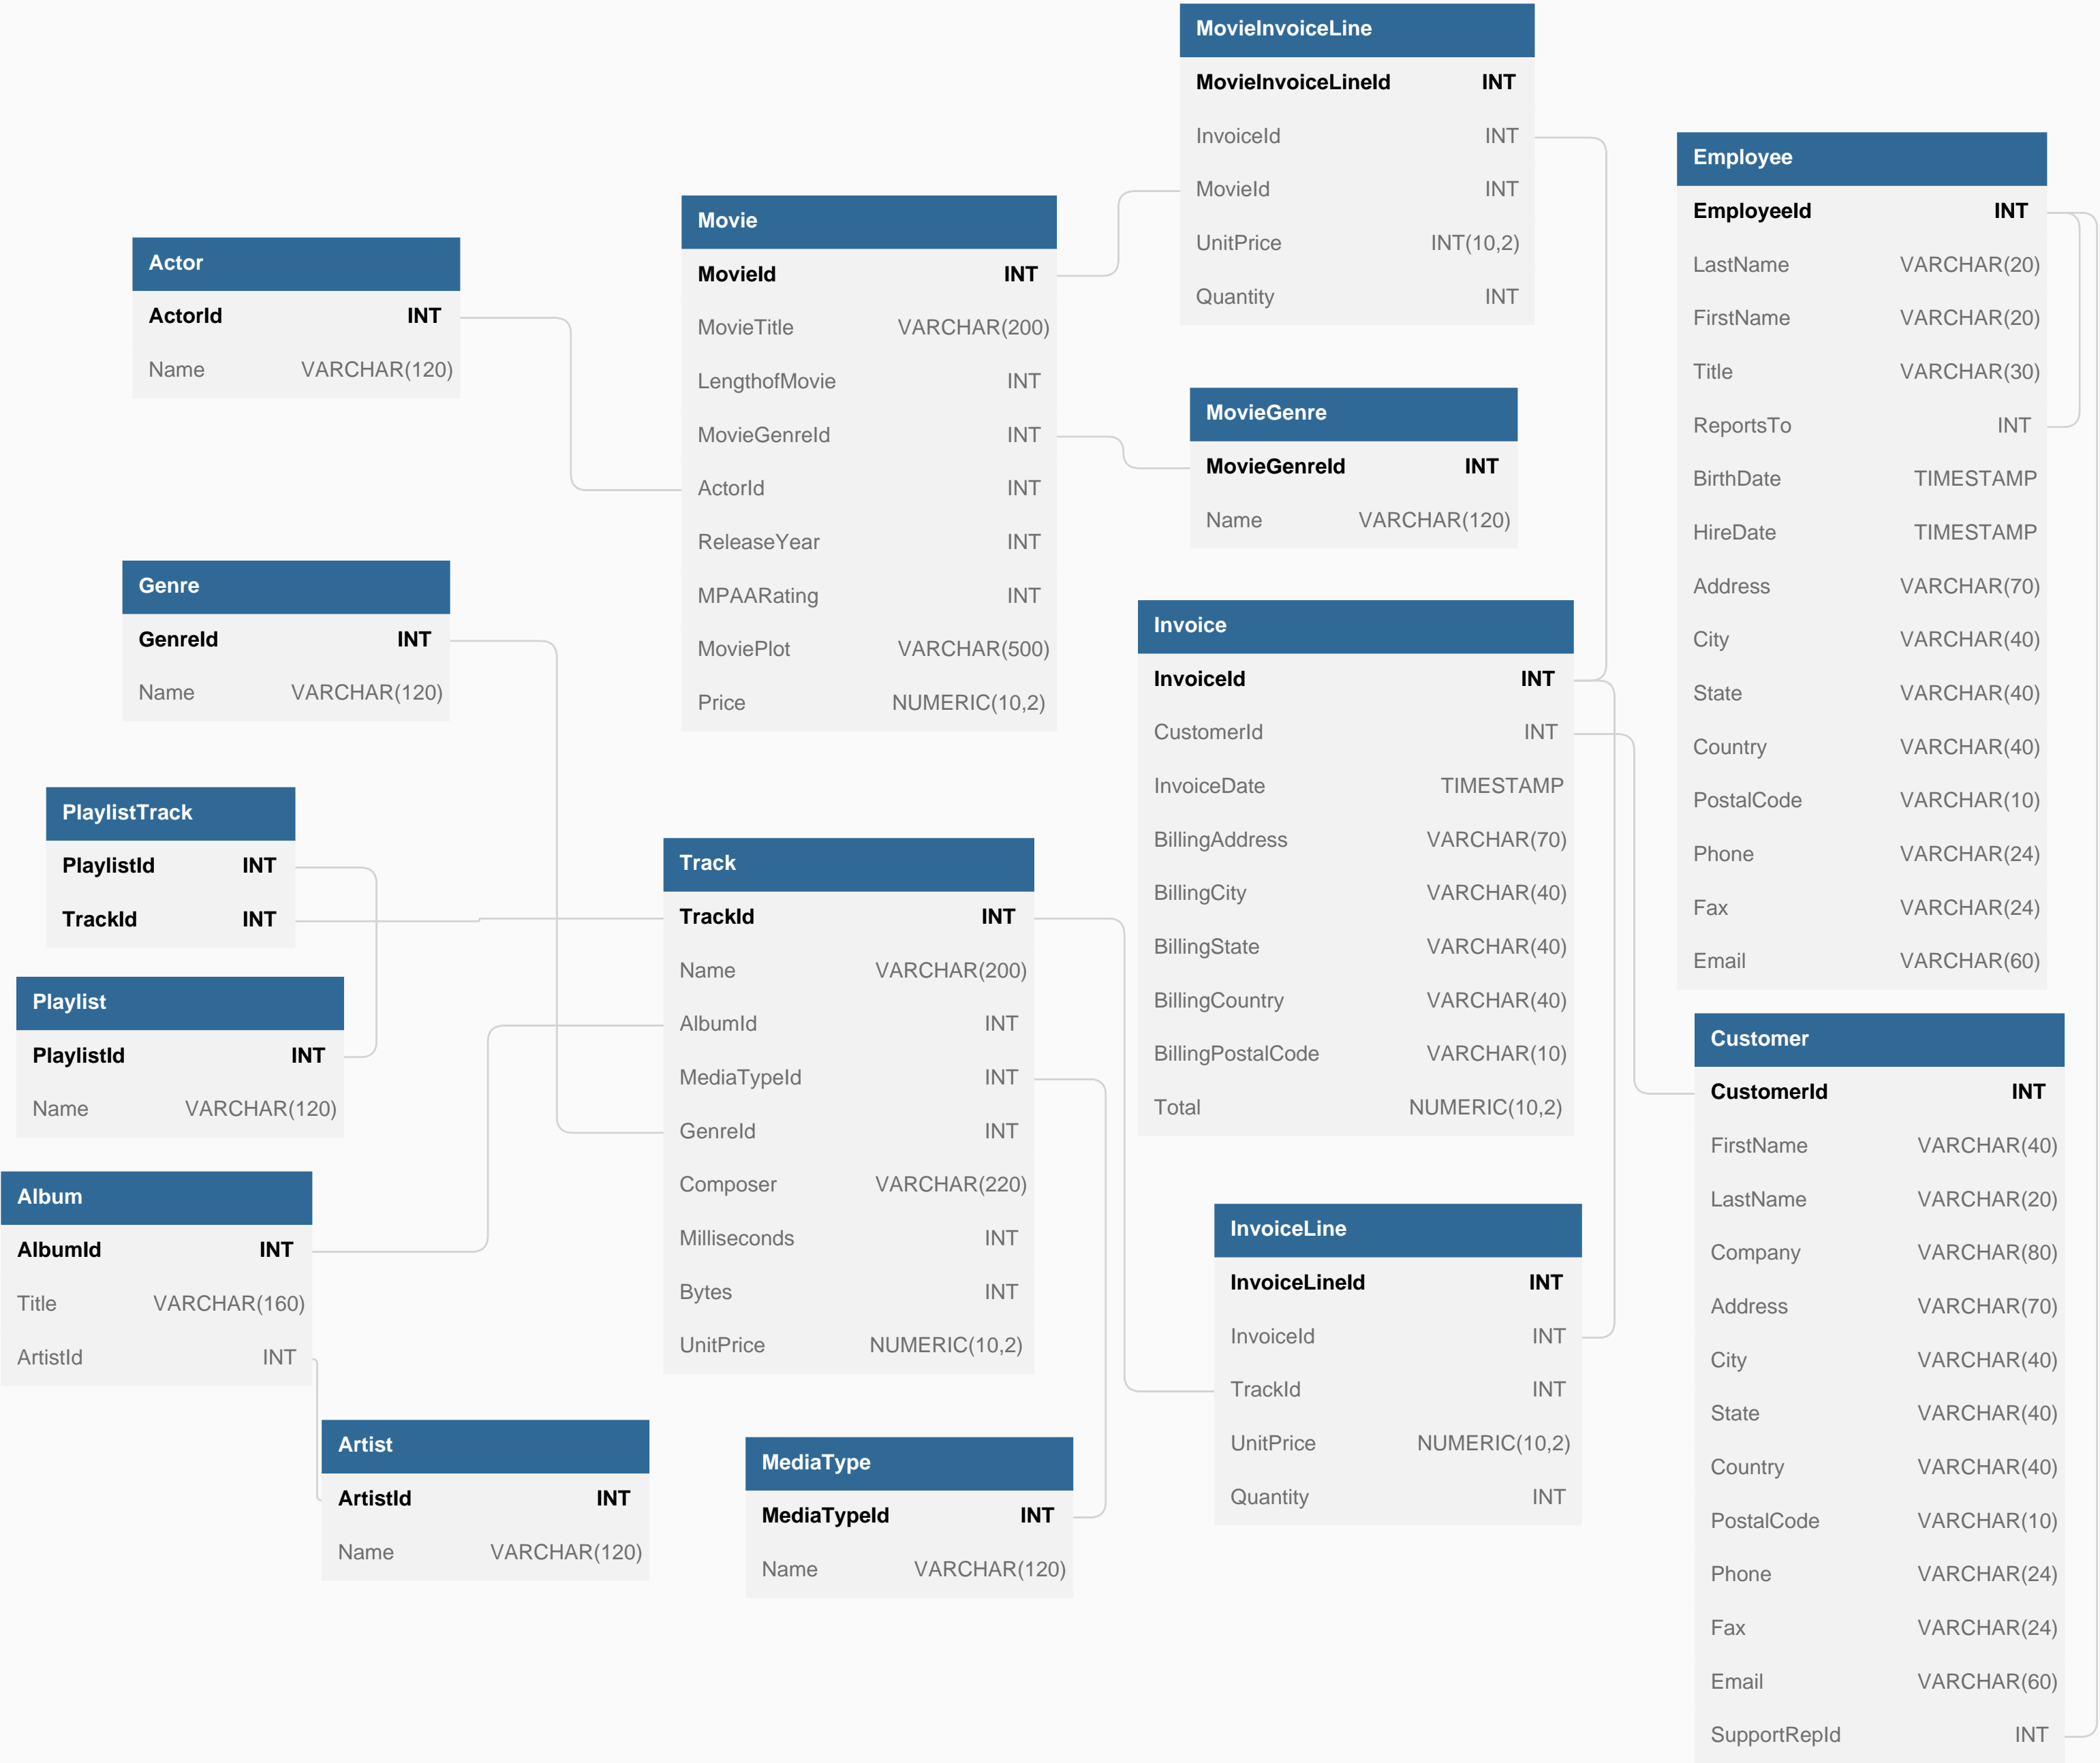 MovieInvoiceLine
MovieInvoiceLineId INT
InvoiceId INT
MovieId INT
UnitPrice INT(10,2)
Quantity INT
Employee
EmployeeId INT
LastName VARCHAR(20)
FirstName VARCHAR(20)
Title VARCHAR(30)
ReportsTo INT
BirthDate TIMESTAMP
HireDate TIMESTAMP
Address VARCHAR(70)
City VARCHAR(40)
State VARCHAR(40)
Country VARCHAR(40)
PostalCode VARCHAR(10)
Phone VARCHAR(24)
Fax VARCHAR(24)
Email VARCHAR(60)
Movie
MovieId INT
MovieTitle VARCHAR(200)
LengthofMovie INT
MovieGenreId INT
ActorId INT
ReleaseYear INT
MPAARating INT
MoviePlot VARCHAR(500)
Price NUMERIC(10,2)
Actor
ActorId INT
Name VARCHAR(120)
MovieGenre
MovieGenreId INT
Name VARCHAR(120)
Genre
GenreId INT
Name VARCHAR(120)
Invoice
InvoiceId INT
CustomerId INT
InvoiceDate TIMESTAMP
BillingAddress VARCHAR(70)
BillingCity VARCHAR(40)
BillingState VARCHAR(40)
BillingCountry VARCHAR(40)
BillingPostalCode VARCHAR(10)
Total NUMERIC(10,2)
PlaylistTrack
PlaylistId INT
TrackId INT
Track
TrackId INT
Name VARCHAR(200)
AlbumId INT
MediaTypeId INT
GenreId INT
Composer VARCHAR(220)
Milliseconds INT
Bytes INT
UnitPrice NUMERIC(10,2)
Playlist
PlaylistId INT
Name VARCHAR(120)
Customer
CustomerId INT
FirstName VARCHAR(40)
LastName VARCHAR(20)
Company VARCHAR(80)
Address VARCHAR(70)
City VARCHAR(40)
State VARCHAR(40)
Country VARCHAR(40)
PostalCode VARCHAR(10)
Phone VARCHAR(24)
Fax VARCHAR(24)
Email VARCHAR(60)
SupportRepId INT
Album
AlbumId INT
Title VARCHAR(160)
ArtistId INT
InvoiceLine
InvoiceLineId INT
InvoiceId INT
TrackId INT
UnitPrice NUMERIC(10,2)
Quantity INT
Artist
ArtistId INT
Name VARCHAR(120)
MediaType
MediaTypeId INT
Name VARCHAR(120)